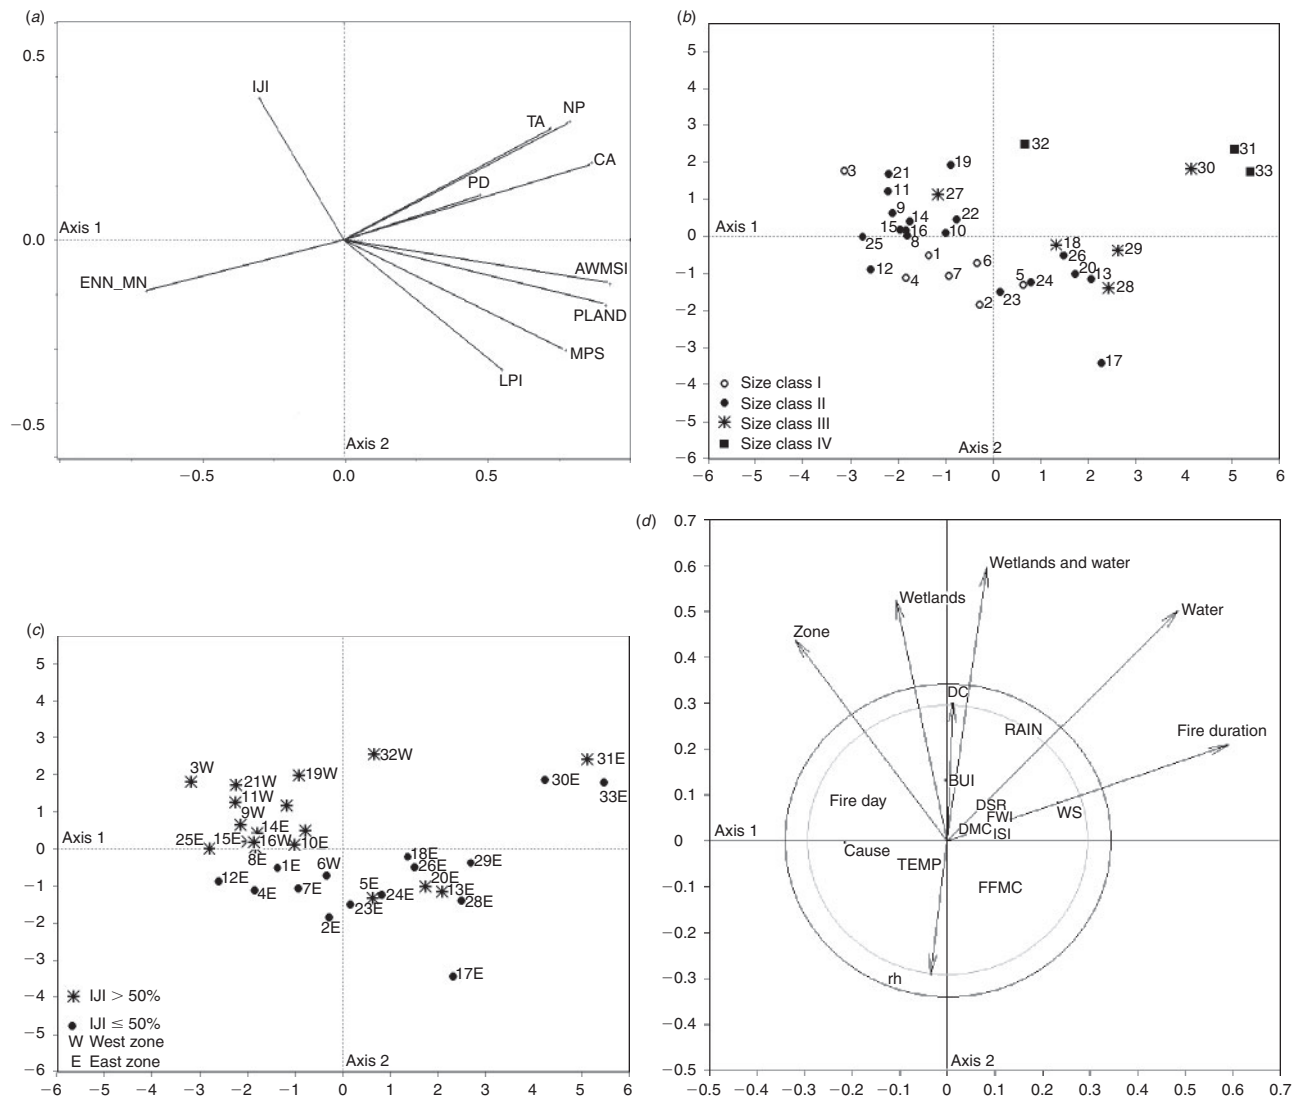 (a)
0.5
IJI
TA
NP
CA
PD
Axis 1
0.0
ENN_MN
AWMSI
PLAND
MPS
LPI
−0.5
Axis 2
−0.5
0.0
0.5
(b)
5
4
3
2
1
0
−1
−2
−3
−4
−5
−6
32
31
33
30
3
21
19
11
27
9
14
22
15
16
10
8
25
12
1
4
7
6
2
23
5
24
18
26
20
13
29
28
17
Axis 1
Size class I
Size class II
Size class III
Size class IV
Axis 2
−6 −5 −4 −3 −2 −1 0 1 2 3 4 5 6
(c)
5
4
3
2
1
0
−1
−2
−3
−4
−5
−6
3W
21W
19W
32W
31E
30E
33E
11W
9W
14E
15E
16W
10E
25E
8E
1E
6W
12E
4E
7E
2E
5E
23E
24E
18E
26E
20E
13E
29E
28E
17E
Axis 1
IJI > 50%
IJI ≤ 50%
W West zone
E East zone
Axis 2
−6 −5 −4 −3 −2 −1 0 1 2 3 4 5 6
(d)
0.7
0.6
0.5
0.4
0.3
0.2
0.1
0
−0.1
−0.2
−0.3
−0.4
−0.5
Wetlands and water
Wetlands
Water
Zone
DC
RAIN
Fire duration
BUI
Fire day
DSR
WS
FWI
DMC
ISI
Axis 1
Cause
TEMP
FFMC
rh
Axis 2
−0.5 −0.4 −0.3 −0.2 −0.1 0 0.1 0.2 0.3 0.4 0.5 0.6 0.7